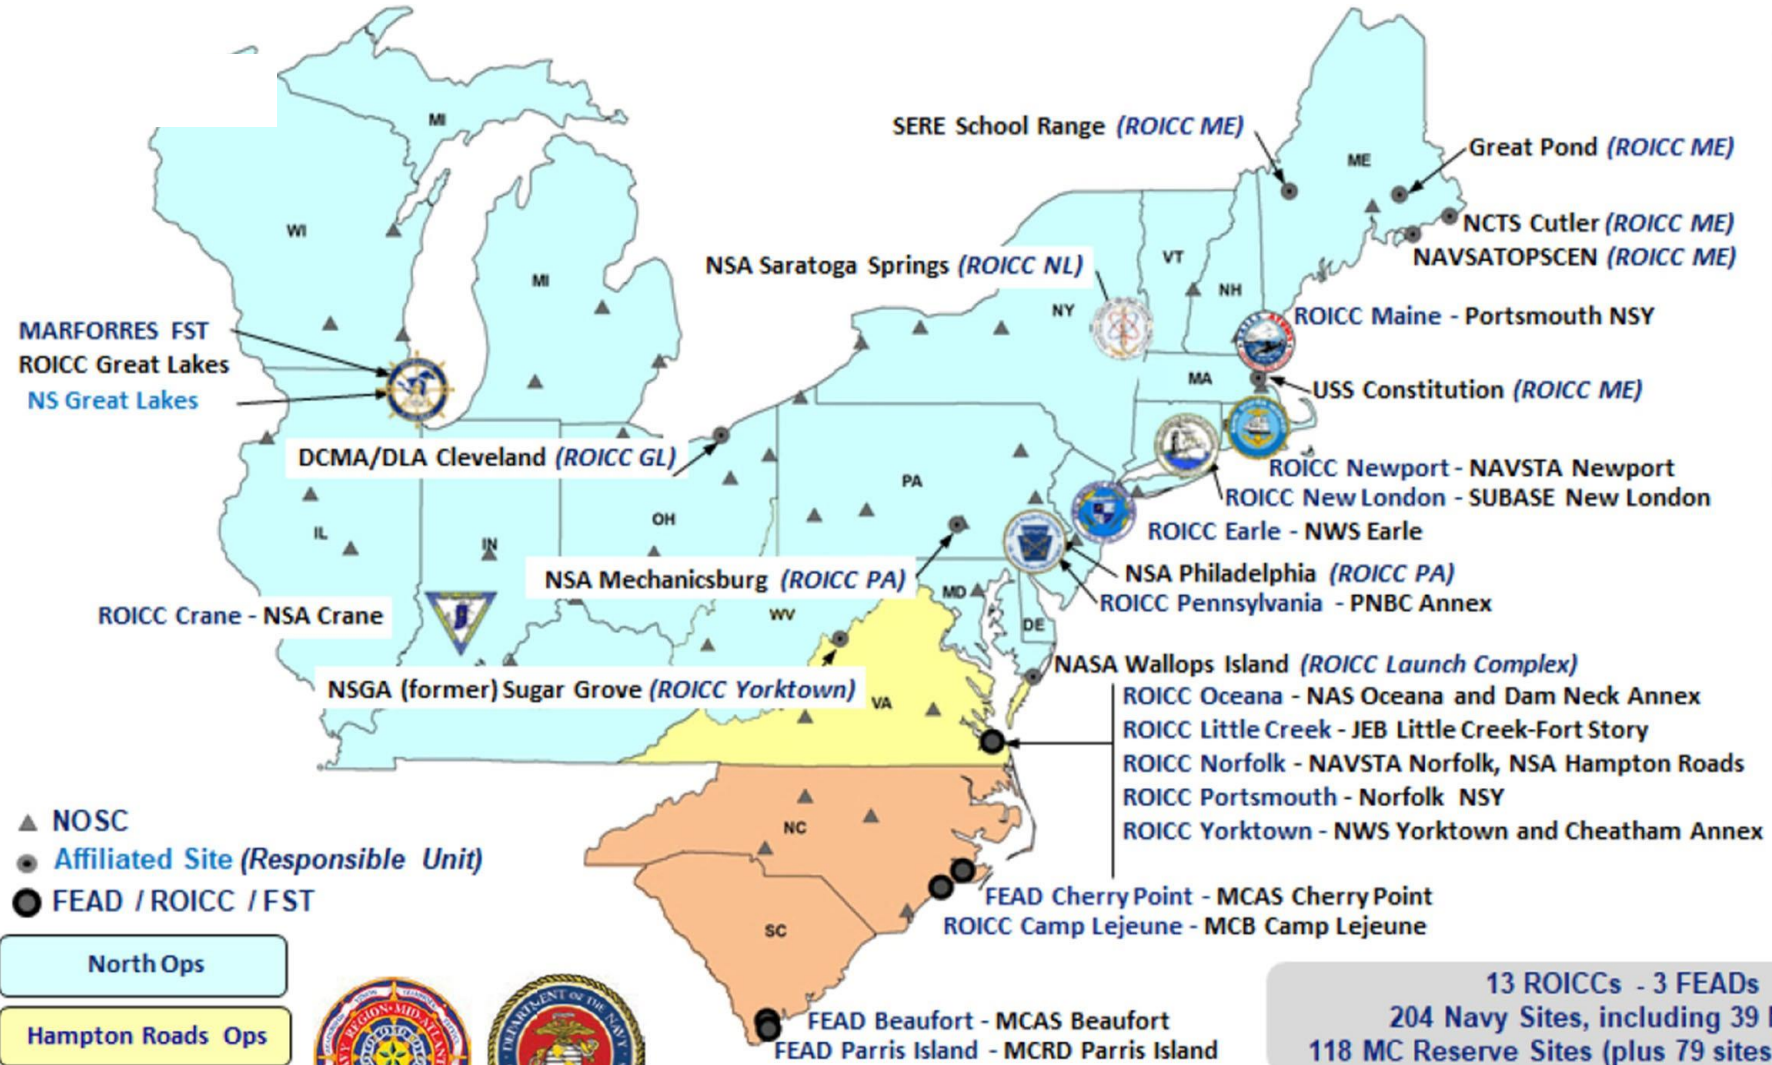 MI
SERE School Range (ROICC ME)
Great Pond (ROICC ME)
ME
WI
NCTS Cutler (ROICC ME)
NAVSATOPSCEN (ROICC ME)
NSA Saratoga Springs (ROICC NL)
VT
MI
NH
NY
ROICC Maine - Portsmouth NSY
MARFORRES FST
ROICC Great Lakes
NS Great Lakes
MA
USS Constitution (ROICC ME)
DCMA/DLA Cleveland (ROICC GL)
ROICC Newport - NAVSTA Newport
PA
ROICC New London - SUBASE New London
OH
IL
IN
ROICC Earle - NWS Earle
NSA Mechanicsburg (ROICC PA)
NSA Philadelphia (ROICC PA)
MD
ROICC Pennsylvania - PNBC Annex
ROICC Crane - NSA Crane
WV
DE
NASA Wallops Island (ROICC Launch Complex)
NSGA (former) Sugar Grove (ROICC Yorktown)
VA
ROICC Oceana - NAS Oceana and Dam Neck Annex
ROICC Little Creek - JEB Little Creek-Fort Story
ROICC Norfolk - NAVSTA Norfolk, NSA Hampton Roads
ROICC Portsmouth - Norfolk NSY
ROICC Yorktown - NWS Yorktown and Cheatham Annex
NC
NOSC
Affiliated Site (Responsible Unit)
FEAD / ROICC / FST
FEAD Cherry Point - MCAS Cherry Point
ROICC Camp Lejeune - MCB Camp Lejeune
SC
North Ops
Hampton Roads Ops
REGION MID-ATLANT
DEPARTMENT OF THE NAVY
FEAD Beaufort - MCAS Beaufort
FEAD Parris Island - MCRD Parris Island
13 ROICCs - 3 FEADs
204 Navy Sites, including 39
118 MC Reserve Sites (plus 79 sites